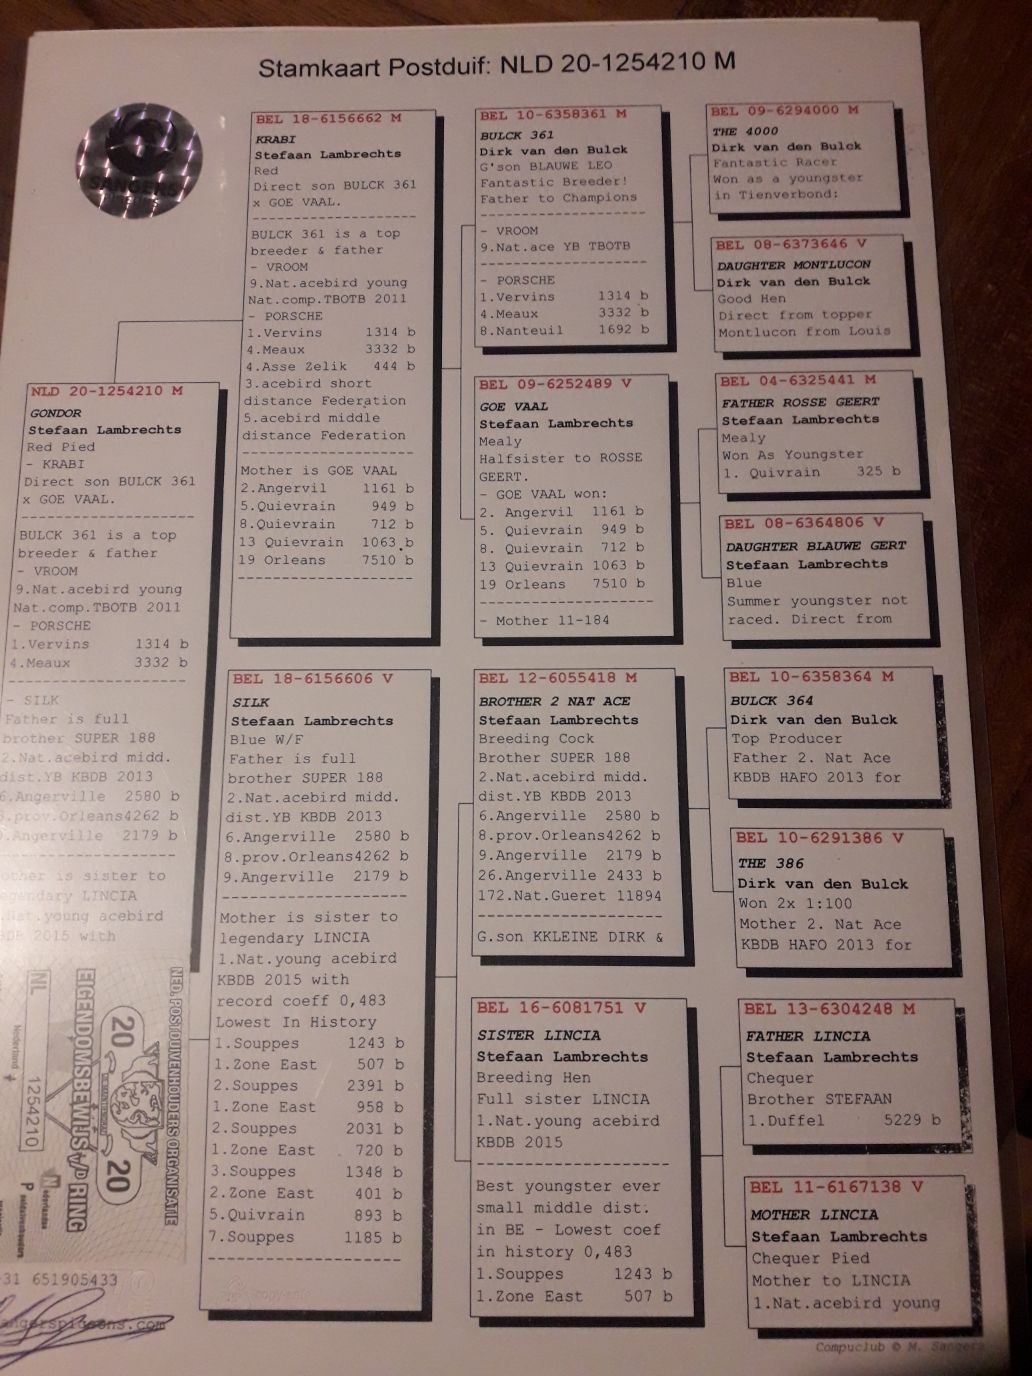 Stamkaart Postduif: NLD 20-1254210 M
SANGERS
NLD 20-1254210 M
GONDOR
Stefaan Lambrechts
Red Pied
- KRABI
Direct son BULCK 361
x GOE VAAL.
--------------------
BULCK 361 is a top
breeder & father
- VROOM
9.Nat.acebird young
Nat.comp.TBOTB 2011
- PORSCHE
1.Vervins 1314 b
4.Meaux 3332 b
--------------------
- SILK
Father is full
brother SUPER 188
2.Nat.acebird midd.
dist.YB KBDB 2013
6.Angerville 2580 b
8.prov.Orleans4262 b
9.Angerville 2179 b
--------------------
other is sister to
legendary LINCIA
.Nat.young acebird
KBDB 2015 with
BEL 18-6156662 M
KRABI
Stefaan Lambrechts
Red
Direct son BULCK 361
x GOE VAAL.
-------------------
BULCK 361 is a top
breeder & father
- VROOM
9.Nat.acebird young
Nat.comp.TBOTB 2011
- PORSCHE
1.Vervins 1314 b
4.Meaux 3332 b
4.Asse Zelik 444 b
3.acebird short
distance Federation
5.acebird middle
distance Federation
-------------------
Mother is GOE VAAL
2.Angervil 1161 b
5.Quievrain 949 b
8.Quievrain 712 b
13 Quievrain 1063 b
19 Orleans 7510 b
-------------------
BEL 18-6156606 V
SILK
Stefaan Lambrechts
Blue W/F
Father is full
brother SUPER 188
2.Nat.acebird midd.
dist.YB KBDB 2013
6.Angerville 2580 b
8.prov.Orleans4262 b
9.Angerville 2179 b
-------------------
Mother is sister to
legendary LINCIA
1.Nat.young acebird
KBDB 2015 with
record coeff 0,483
Lowest In History
1.Souppes 1243 b
1.Zone East 507 b
2.Souppes 2391 b
1.Zone East 958 b
2.Souppes 2031 b
1.Zone East 720 b
3.Souppes 1348 b
2.Zone East 401 b
5.Quivrain 893 b
7.Souppes 1185 b
-------------------
BEL 10-6358361 M
BULCK 361
Dirk van den Bulck
G'son BLAUWE LEO
Fantastic Breeder!
Father to Champions
-------------------
- VROOM
9.Nat.ace YB TBOTB
-------------------
- PORSCHE
1.Vervins 1314 b
4.Meaux 3332 b
8.Nanteuil 1692 b
BEL 09-6252489 V
GOE VAAL
Stefaan Lambrechts
Mealy
Halfsister to ROSSE
GEERT.
- GOE VAAL won:
2. Angervil 1161 b
5. Quievrain 949 b
8. Quievrain 712 b
13 Quievrain 1063 b
19 Orleans 7510 b
-------------------
- Mother 11-184
BEL 12-6055418 M
BROTHER 2 NAT ACE
Stefaan Lambrechts
Breeding Cock
Brother SUPER 188
2.Nat.acebird midd.
dist.YB KBDB 2013
6.Angerville 2580 b
8.prov.Orleans4262 b
9.Angerville 2179 b
26.Angerville 2433 b
172.Nat.Gueret 11894
-------------------
G.son KKLEINE DIRK &
BEL 16-6081751 V
SISTER LINCIA
Stefaan Lambrechts
Breeding Hen
Full sister LINCIA
1.Nat.young acebird
KBDB 2015
-------------------
Best youngster ever
small middle dist.
in BE - Lowest coef
in history 0,483
1.Souppes 1243 b
1.Zone East 507 b
BEL 09-6294000 M
THE 4000
Dirk van den Bulck
Fantastic Racer
Won as a youngster
in Tienverbond:
BEL 08-6373646 V
DAUGHTER MONTLUCON
Dirk van den Bulck
Good Hen
Direct from topper
Montlucon from Louis
BEL 04-6325441 M
FATHER ROSSE GEERT
Stefaan Lambrechts
Mealy
Won As Youngster
1. Quivrain 325 b
BEL 08-6364806 V
DAUGHTER BLAUWE GERT
Stefaan Lambrechts
Blue
Summer youngster not
raced. Direct from
BEL 10-6358364 M
BULCK 364
Dirk van den Bulck
Top Producer
Father 2. Nat Ace
KBDB HAFO 2013 for
BEL 10-6291386 V
THE 386
Dirk van den Bulck
Won 2x 1:100
Mother 2. Nat Ace
KBDB HAFO 2013 for
BEL 13-6304248 M
FATHER LINCIA
Stefaan Lambrechts
Chequer
Brother STEFAAN
1.Duffel 5229 b
BEL 11-6167138 V
MOTHER LINCIA
Stefaan Lambrechts
Chequer Pied
Mother to LINCIA
1.Nat.acebird young
NED. POSTDUIVENHOUDERS ORGANISATIE
20 20
EIGENDOMSBEWIJS v/D RING
NL 1254210
Nederland
31 651905433
Compuclub © M. Sangers